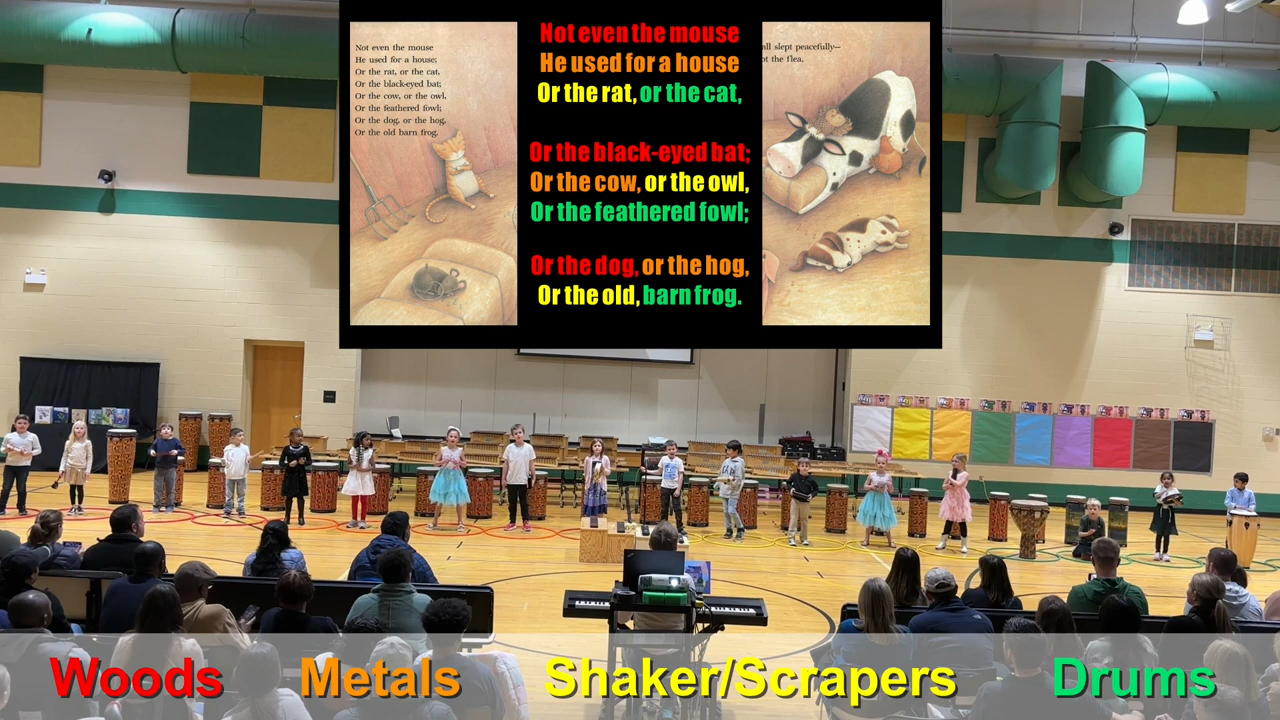 Not even the mouse
He used for a house;
Or the rat, or the cat,
Or the black-eyed bat;
Or the cow, or the owl,
Or the feathered fowl;
Or the dog, or the hog,
Or the old barn frog.
Not even the mouse
He used for a house
Or the rat, or the cat,
Or the black-eyed bat;
Or the cow, or the owl,
Or the feathered fowl;
Or the dog, or the hog,
Or the old, barn frog.
all slept peacefully—
ot the flea.
Woods Metals Shaker/Scrapers Drums